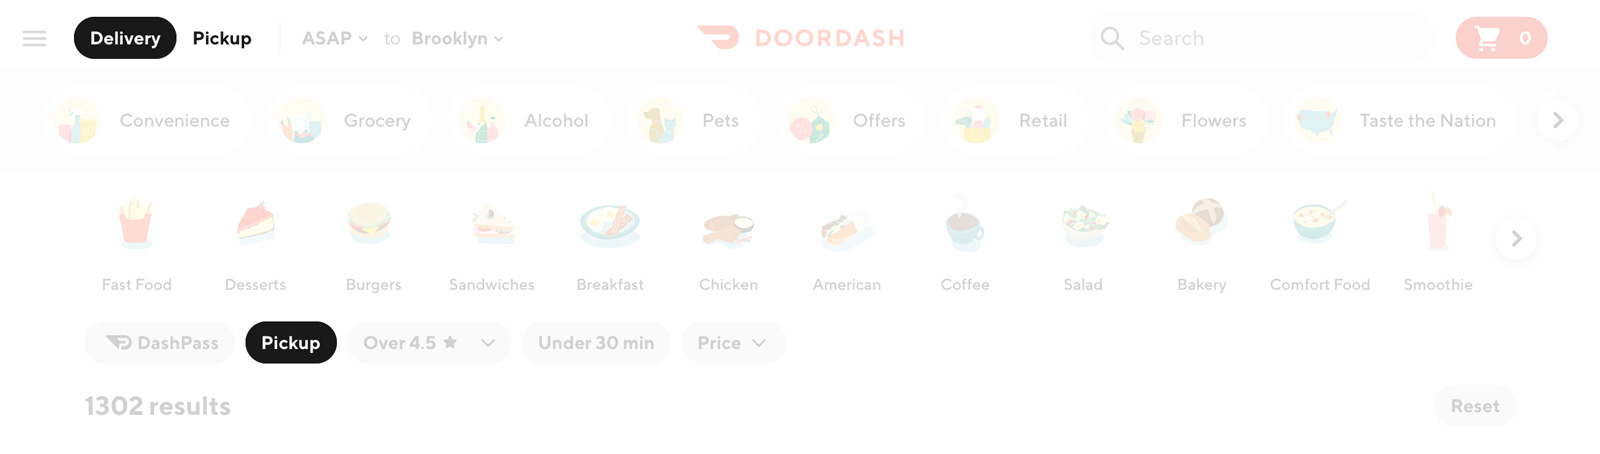 Delivery Pickup ASAP to Brooklyn DOORDASH Search 0
Convenience Grocery Alcohol Pets Offers Retail Flowers Taste the Nation
Fast Food Desserts Burgers Sandwiches Breakfast Chicken American Coffee Salad Bakery Comfort Food Smoothie
DashPass Pickup Over 4.5 Under 30 min Price
1302 results Reset